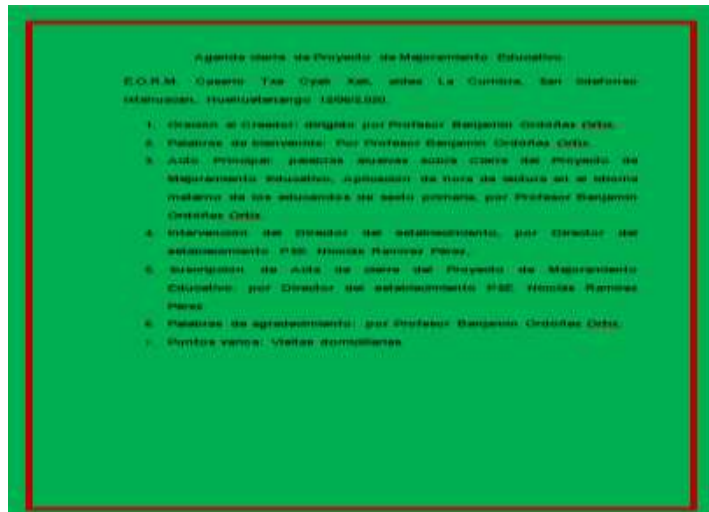 Agenda cierre de Proyecto de Mejoramiento Educativo
E.O.R.M. Caserío Txe Cyak Xak, aldea La Cumbre, San Ildefonso
Ixtahuacán, Huehuetenango 12/06/2,020.
1. Oración al Creador: dirigido por Profesor Benjamín Ordóñez Ortiz.
2. Palabras de bienvenida: Por Profesor Benjamín Ordóñez Ortiz.
3. Acto Principal: palabras alusivas sobre Cierre del Proyecto de
Mejoramiento Educativo, Aplicación de hora de lectura en el idioma
materno de los educandos de sexto primaria, por Profesor Benjamín
Ordóñez Ortiz.
4. Intervención del Director del establecimiento, por Director del
establecimiento PSE. Nicolás Ramírez Pérez.
5. Suscripción de Acta de cierre del Proyecto de Mejoramiento
Educativo: por Director del establecimiento PSE. Nicolás Ramírez
Pérez.
6. Palabras de agradecimiento: por Profesor Benjamín Ordóñez Ortiz.
7. Puntos varios: Visitas domiciliarias